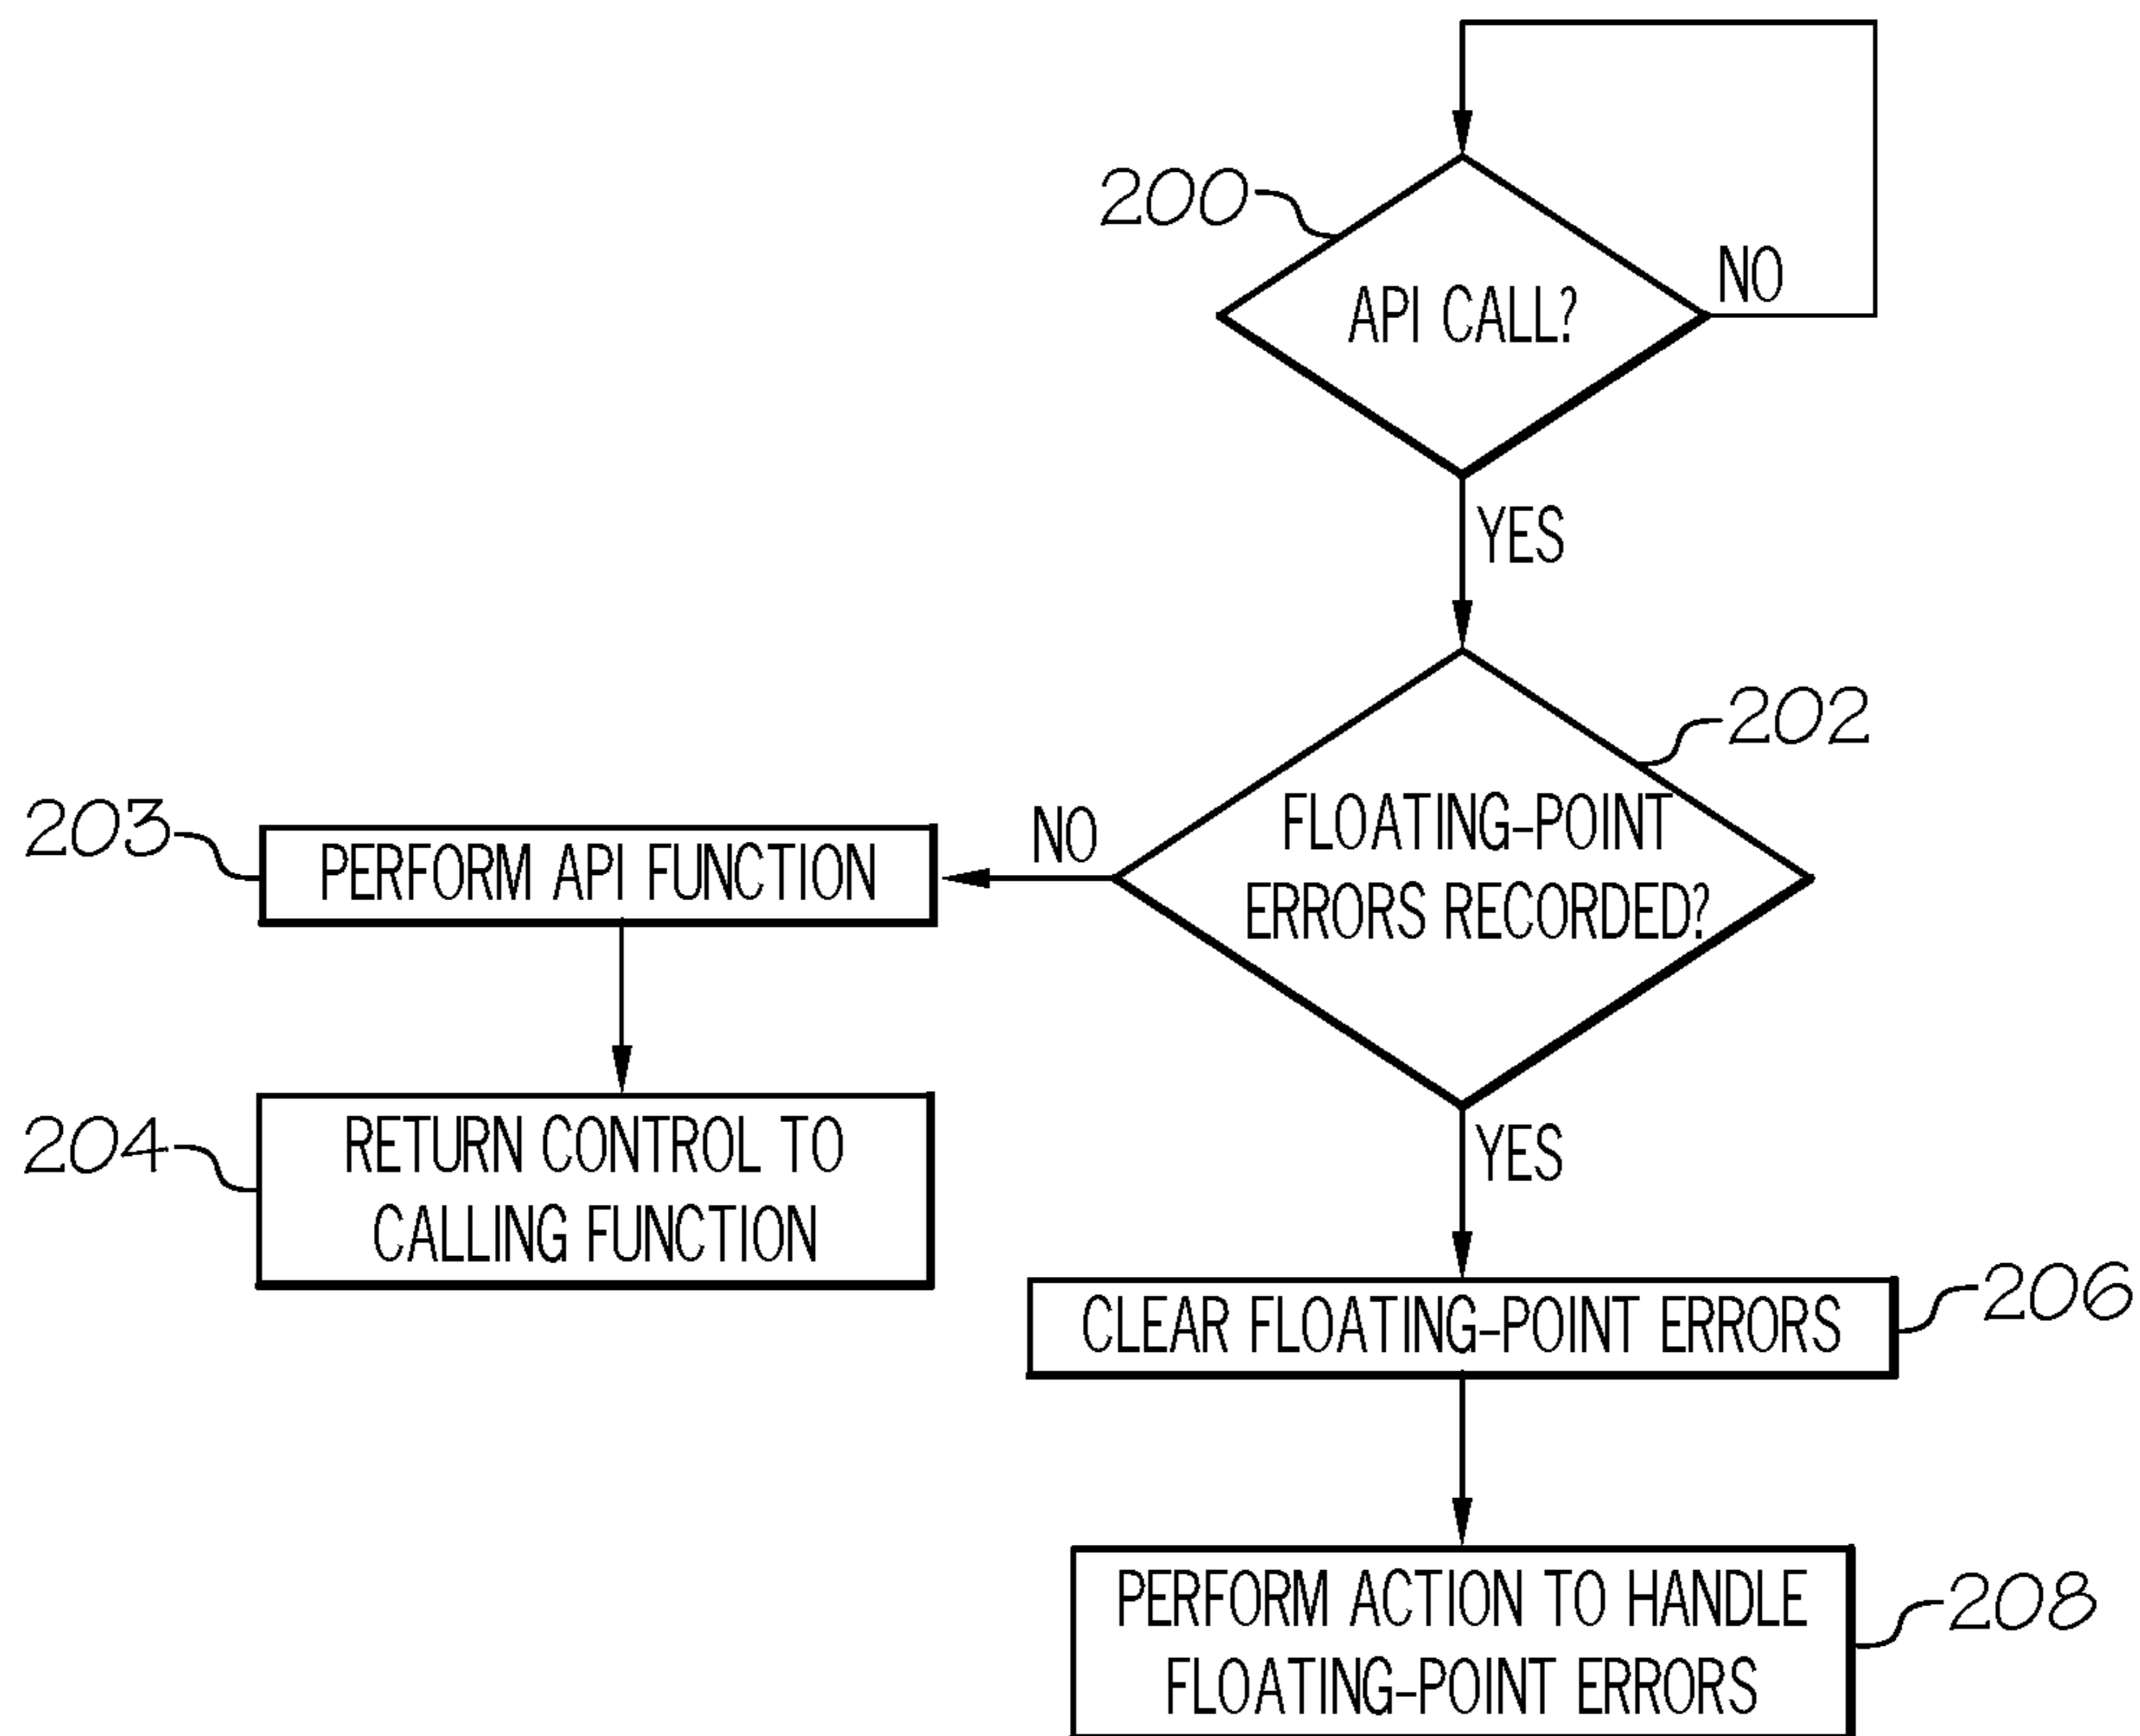 200
API CALL?
NO
YES
202
FLOATING-POINT
ERRORS RECORDED?
NO
203
PERFORM API FUNCTION
204
RETURN CONTROL TO
CALLING FUNCTION
YES
CLEAR FLOATING-POINT ERRORS
206
PERFORM ACTION TO HANDLE
FLOATING-POINT ERRORS
208